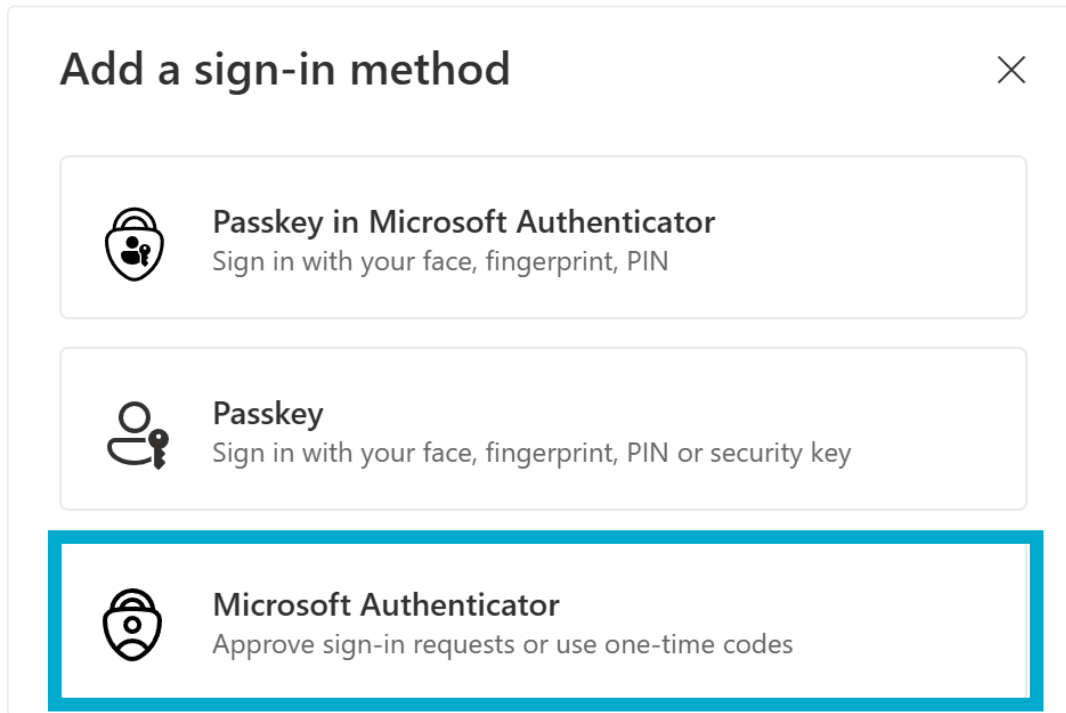 Add a sign-in method
Passkey in Microsoft Authenticator
Sign in with your face, fingerprint, PIN
Passkey
Sign in with your face, fingerprint, PIN or security key
Microsoft Authenticator
Approve sign-in requests or use one-time codes